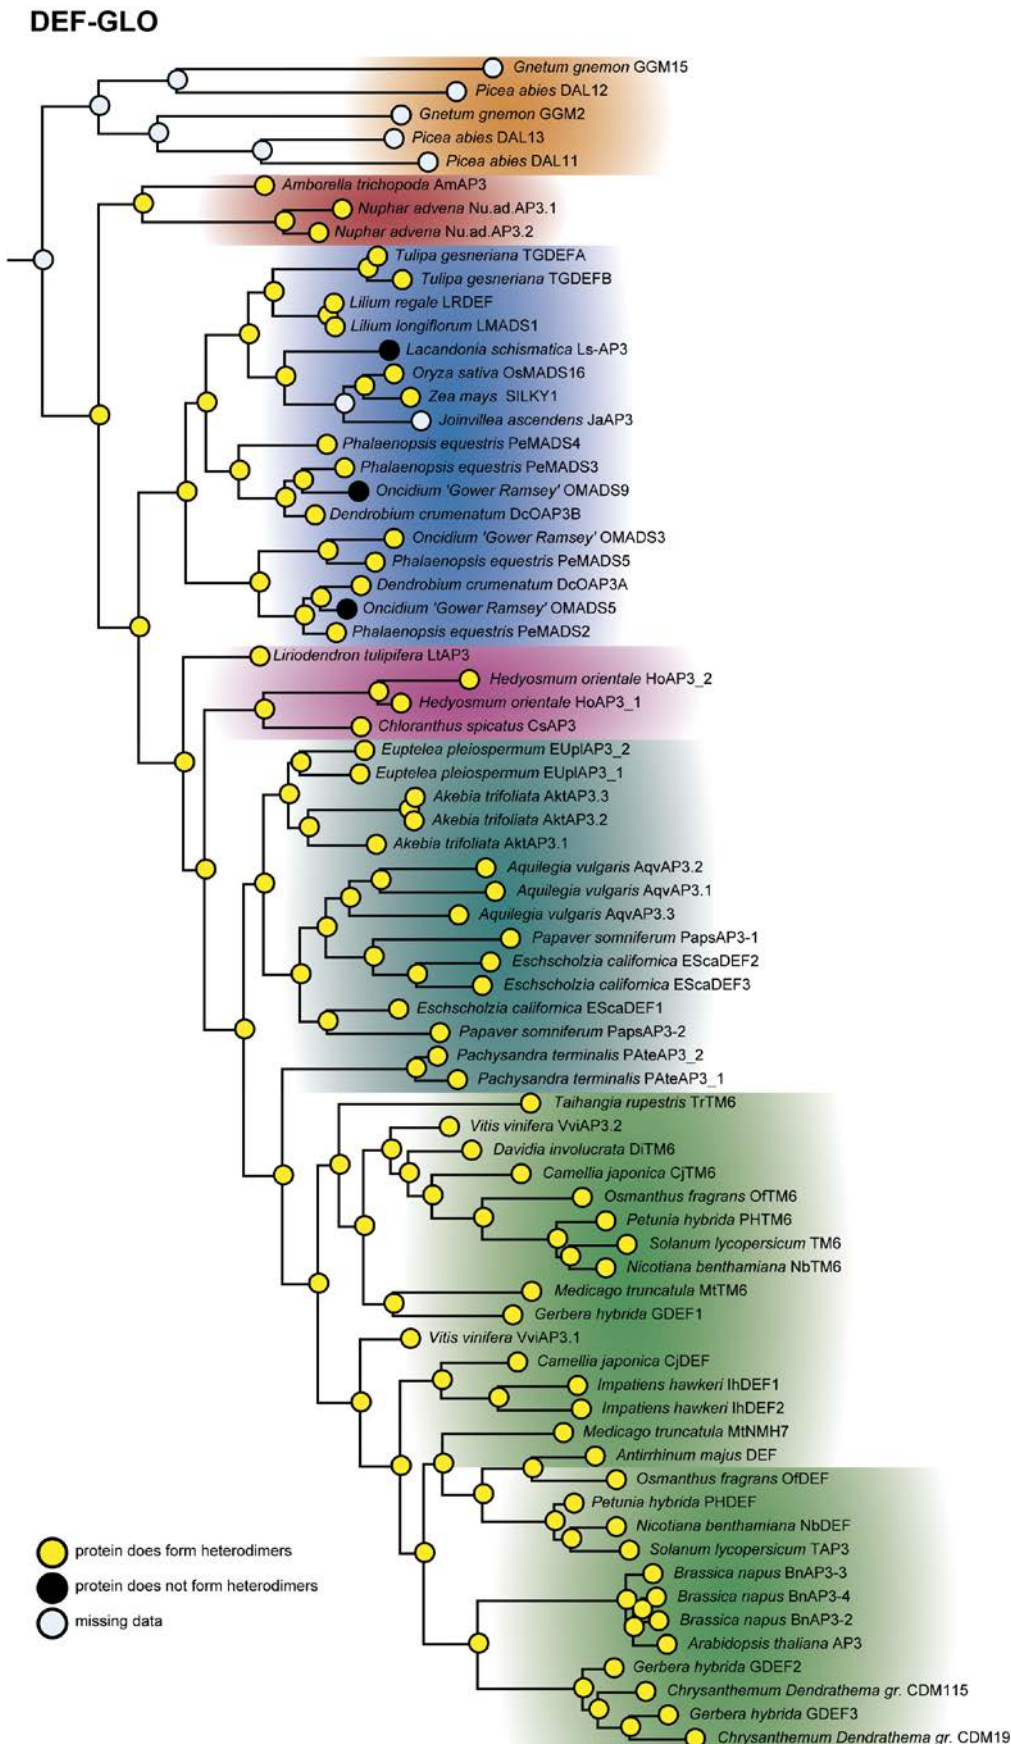 DEF-GLO
Gnetum gnemon GGM15
Picea abies DAL12
Gnetum gnemon GGM2
Picea abies DAL13
Picea abies DAL11
Amborella trichopoda AmAP3
Nuphar advena Nu.ad.AP3.1
Nuphar advena Nu.ad.AP3.2
Tulipa gesneriana TGDEFA
Tulipa gesneriana TGDEFB
Lilium regale LRDEF
Lilium longiflorum LMADS1
Lacandonia schismatica Ls-AP3
Oryza sativa OsMADS16
Zea mays SILKY1
Joinvillea ascendens JaAP3
Phalaenopsis equestris PeMADS4
Phalaenopsis equestris PeMADS3
Oncidium 'Gower Ramsey' OMADS9
Dendrobium crumenatum DcOAP3B
Oncidium 'Gower Ramsey' OMADS3
Phalaenopsis equestris PeMADS5
Dendrobium crumenatum DcOAP3A
Oncidium 'Gower Ramsey' OMADS5
Phalaenopsis equestris PeMADS2
Liriodendron tulipifera LtAP3
Hedyosmum orientale HoAP3_2
Hedyosmum orientale HoAP3_1
Chloranthus spicatus CsAP3
Euptelea pleiospermum EUplAP3_2
Euptelea pleiospermum EUplAP3_1
Akebia trifoliata AktAP3.3
Akebia trifoliata AktAP3.2
Akebia trifoliata AktAP3.1
Aquilegia vulgaris AqvAP3.2
Aquilegia vulgaris AqvAP3.1
Aquilegia vulgaris AqvAP3.3
Papaver somniferum PapsAP3-1
Eschscholzia californica EScaDEF2
Eschscholzia californica EScaDEF3
Eschscholzia californica EScaDEF1
Papaver somniferum PapsAP3-2
Pachysandra terminalis PAteAP3_2
Pachysandra terminalis PAteAP3_1
Taihangia rupestris TrTM6
Vitis vinifera VviAP3.2
Davidia involucrata DiTM6
Camellia japonica CjTM6
Osmanthus fragrans OfTM6
Petunia hybrida PHTM6
Solanum lycopersicum TM6
Nicotiana benthamiana NbTM6
Medicago truncatula MtTM6
Gerbera hybrida GDEF1
Vitis vinifera VviAP3.1
Camellia japonica CjDEF
Impatiens hawkeri IhDEF1
Impatiens hawkeri IhDEF2
Medicago truncatula MtNMH7
Antirrhinum majus DEF
Osmanthus fragrans OfDEF
Petunia hybrida PHDEF
Nicotiana benthamiana NbDEF
Solanum lycopersicum TAP3
Brassica napus BnAP3-3
Brassica napus BnAP3-4
Brassica napus BnAP3-2
Arabidopsis thaliana AP3
Gerbera hybrida GDEF2
Chrysanthemum Dendrathema gr. CDM115
Gerbera hybrida GDEF3
Chrysanthemum Dendrathema gr. CDM19
protein does form heterodimers
protein does not form heterodimers
missing data